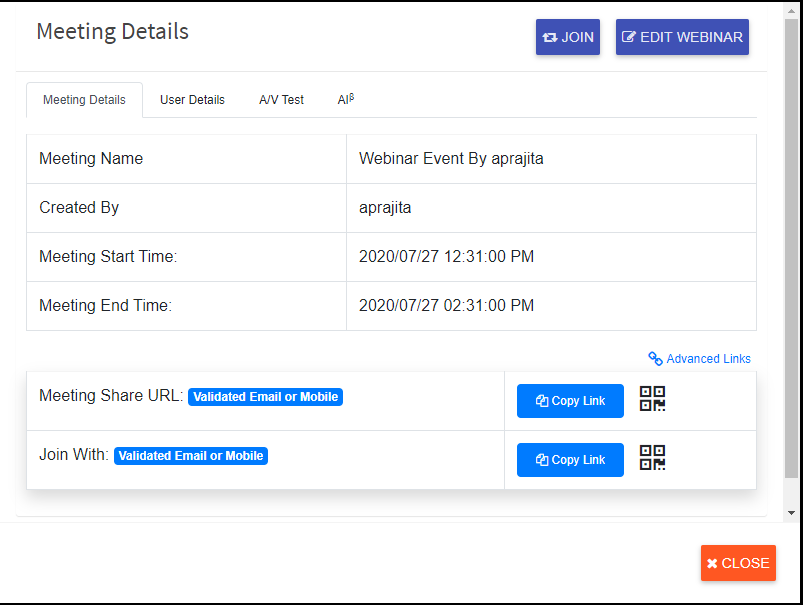 Meeting Details
JOIN
EDIT WEBINAR
Meeting Details User Details A/V Test AIᵝ
Meeting Name Webinar Event By aprajita
Created By aprajita
Meeting Start Time: 2020/07/27 12:31:00 PM
Meeting End Time: 2020/07/27 02:31:00 PM
Advanced Links
Meeting Share URL: Validated Email or Mobile Copy Link
Join With: Validated Email or Mobile Copy Link
CLOSE